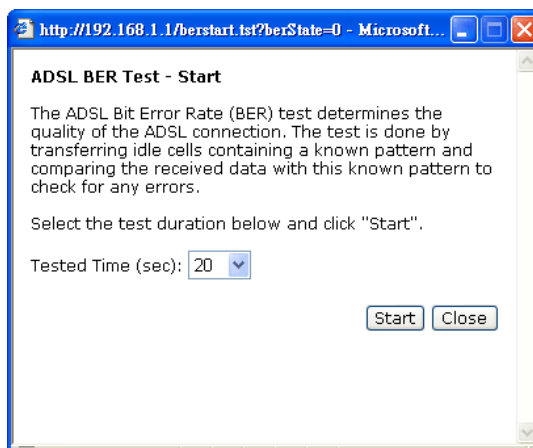 http://192.168.1.1/berstart.tst?berState=0 - Microsoft...
ADSL BER Test - Start
The ADSL Bit Error Rate (BER) test determines the
quality of the ADSL connection. The test is done by
transferring idle cells containing a known pattern and
comparing the received data with this known pattern to
check for any errors.
Select the test duration below and click "Start".
Tested Time (sec): 20
Start Close